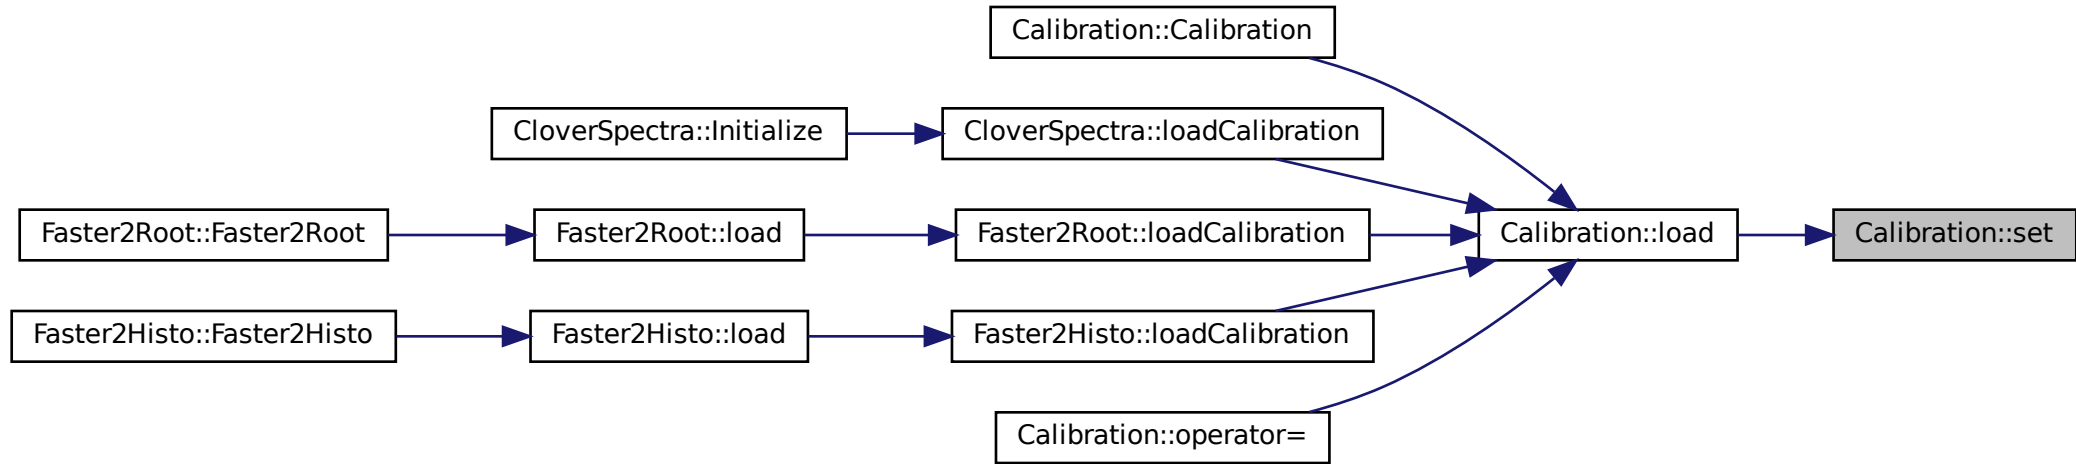 Calibration::Calibration
CloverSpectra::Initialize
CloverSpectra::loadCalibration
Faster2Root::Faster2Root
Faster2Root::load
Faster2Root::loadCalibration
Calibration::load
Calibration::set
Faster2Histo::Faster2Histo
Faster2Histo::load
Faster2Histo::loadCalibration
Calibration::operator=